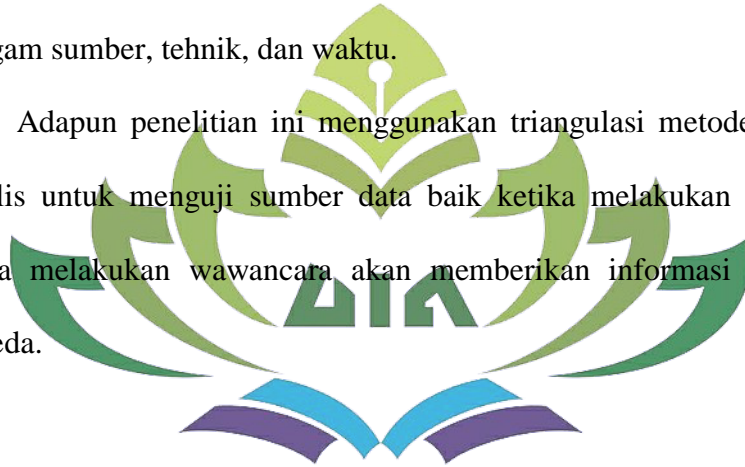 gam sumber, tehnik, dan waktu.
Adapun penelitian ini menggunakan triangulasi metode
lis untuk menguji sumber data baik ketika melakukan
a melakukan wawancara akan memberikan informasi
eda.